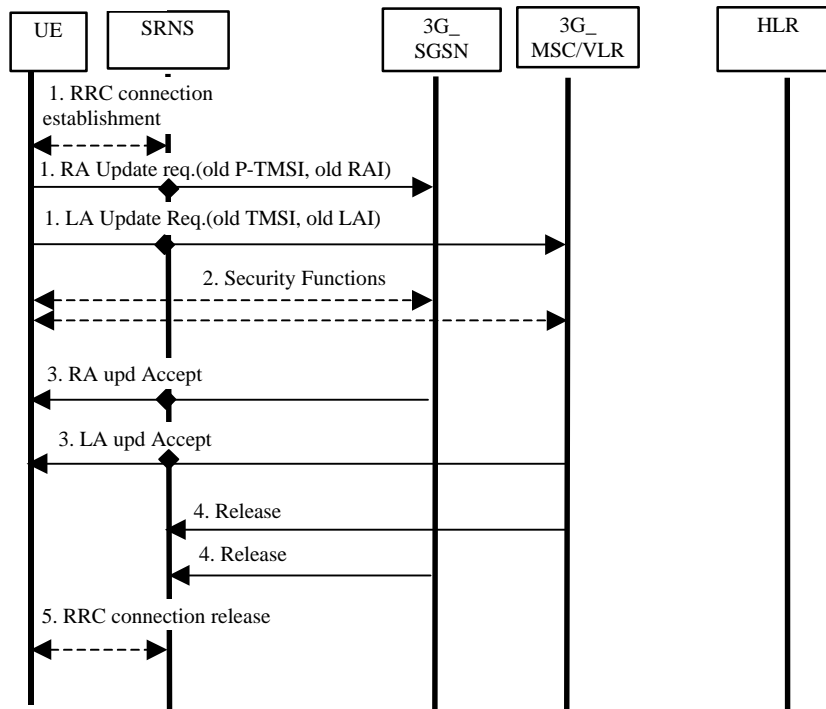 UE
SRNS
3G_
SGSN
3G_
MSC/VLR
HLR
1. RRC connection
establishment
1. RA Update req.(old P-TMSI, old RAI)
1. LA Update Req.(old TMSI, old LAI)
2. Security Functions
3. RA upd Accept
3. LA upd Accept
4. Release
4. Release
5. RRC connection release